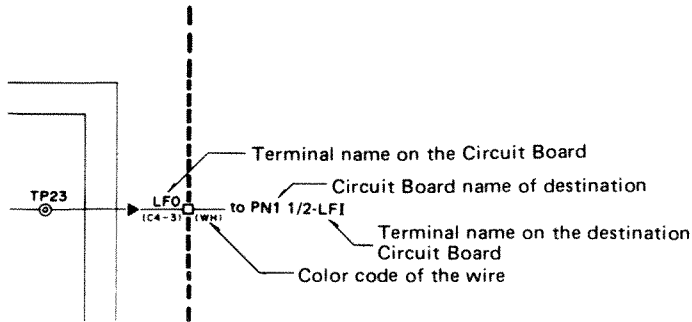 Terminal name on the Circuit Board
TP23
LFO
Circuit Board name of destination
(C4-3)
(WH)
to PN1 1/2-LFI
Terminal name on the destination
Circuit Board
Color code of the wire